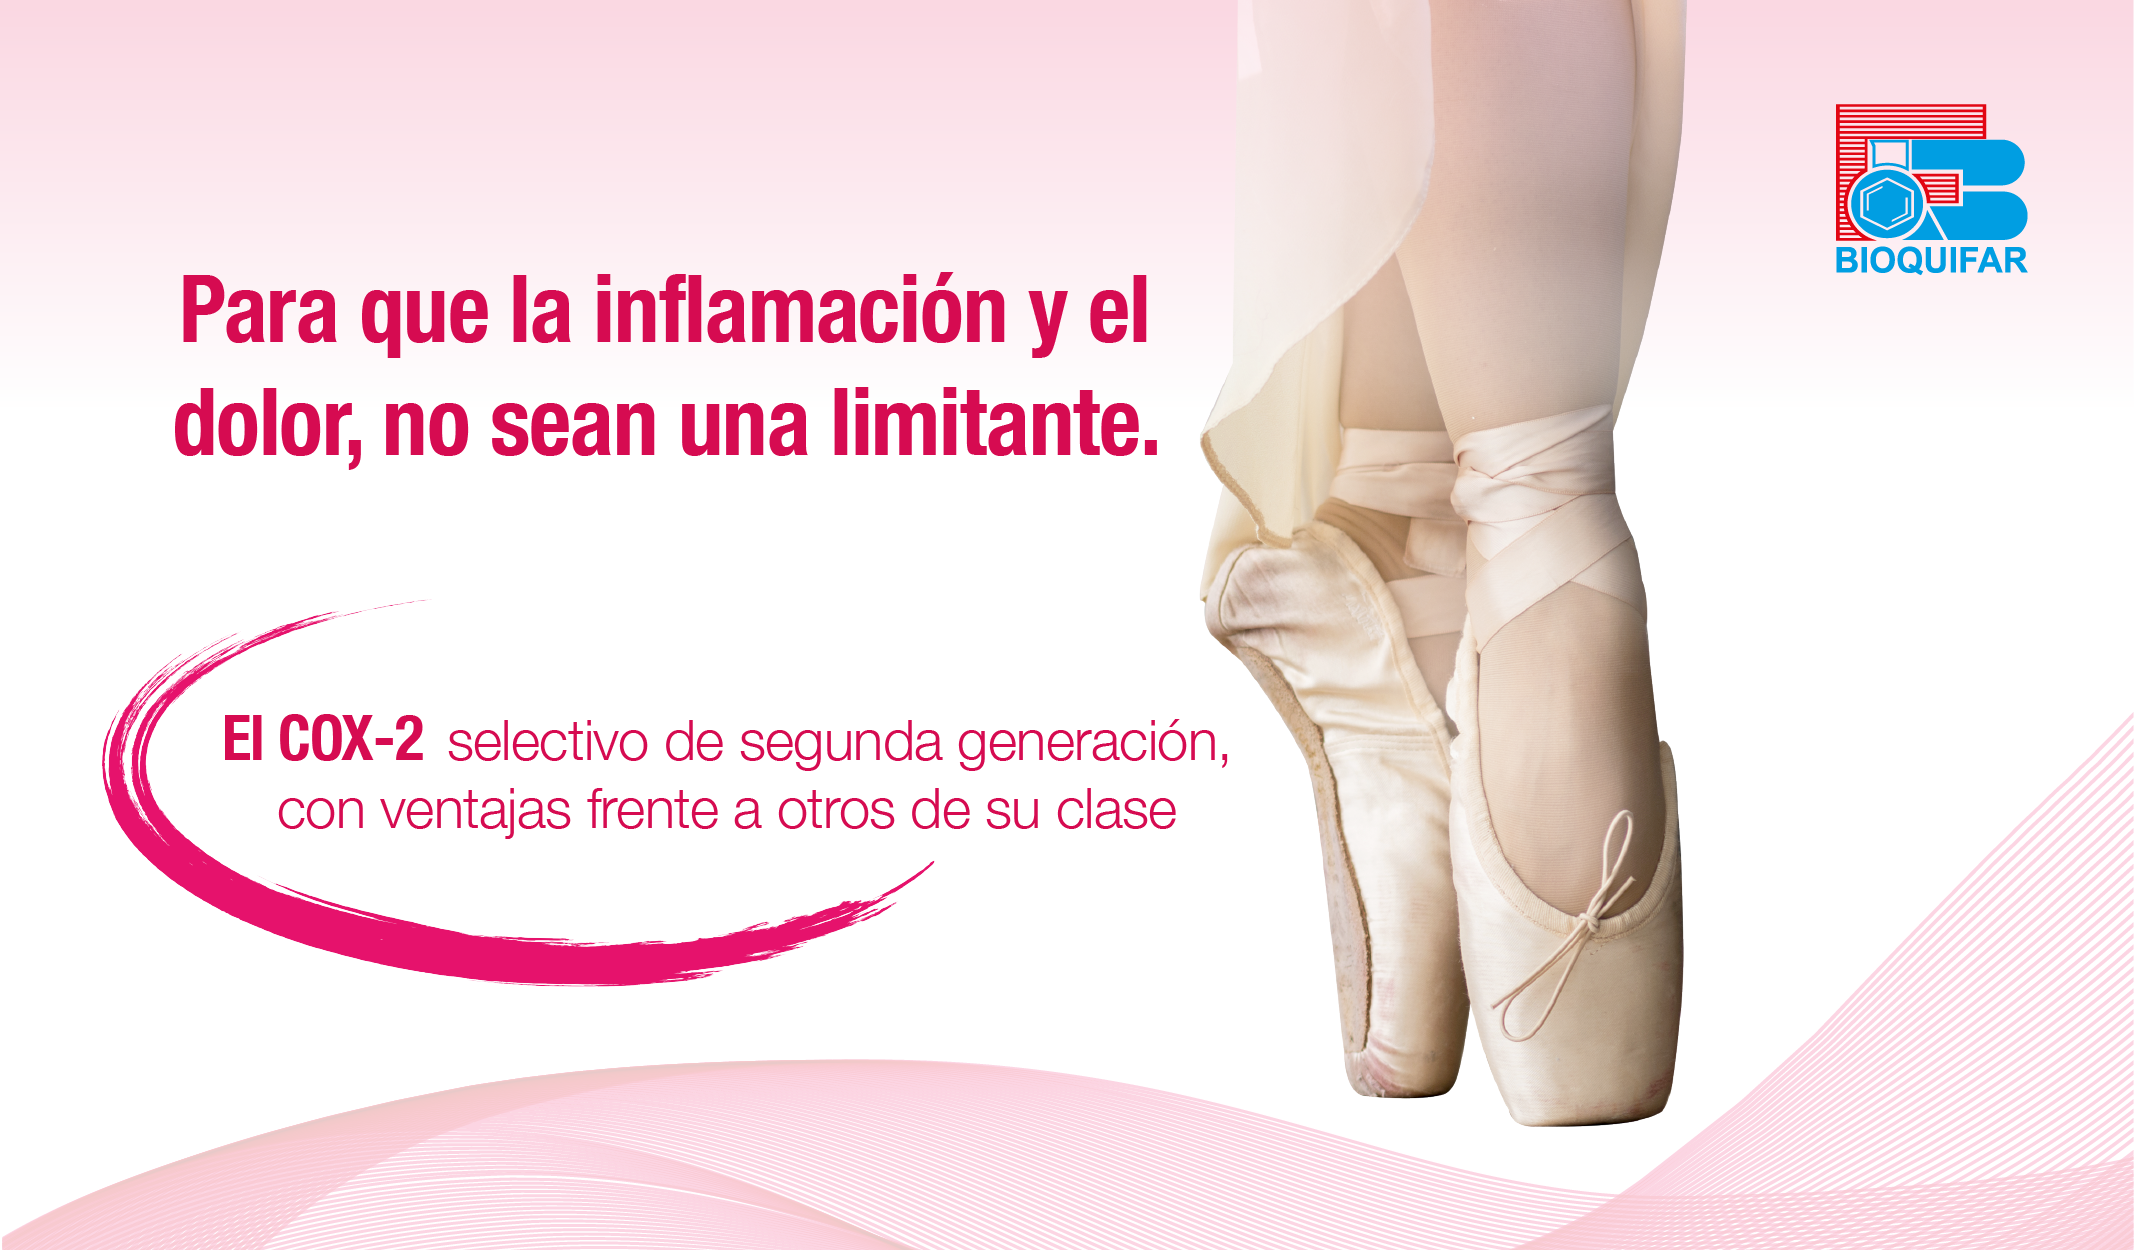 BIOQUIFAR
Para que la inflamación y el
dolor, no sean una limitante.
El COX-2 selectivo de segunda generación,
con ventajas frente a otros de su clase